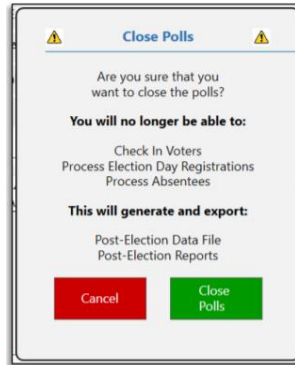 Close Polls
Are you sure that you
want to close the polls?
You will no longer be able to:
Check In Voters
Process Election Day Registrations
Process Absentees
This will generate and export:
Post-Election Data File
Post-Election Reports
Cancel
Close
Polls